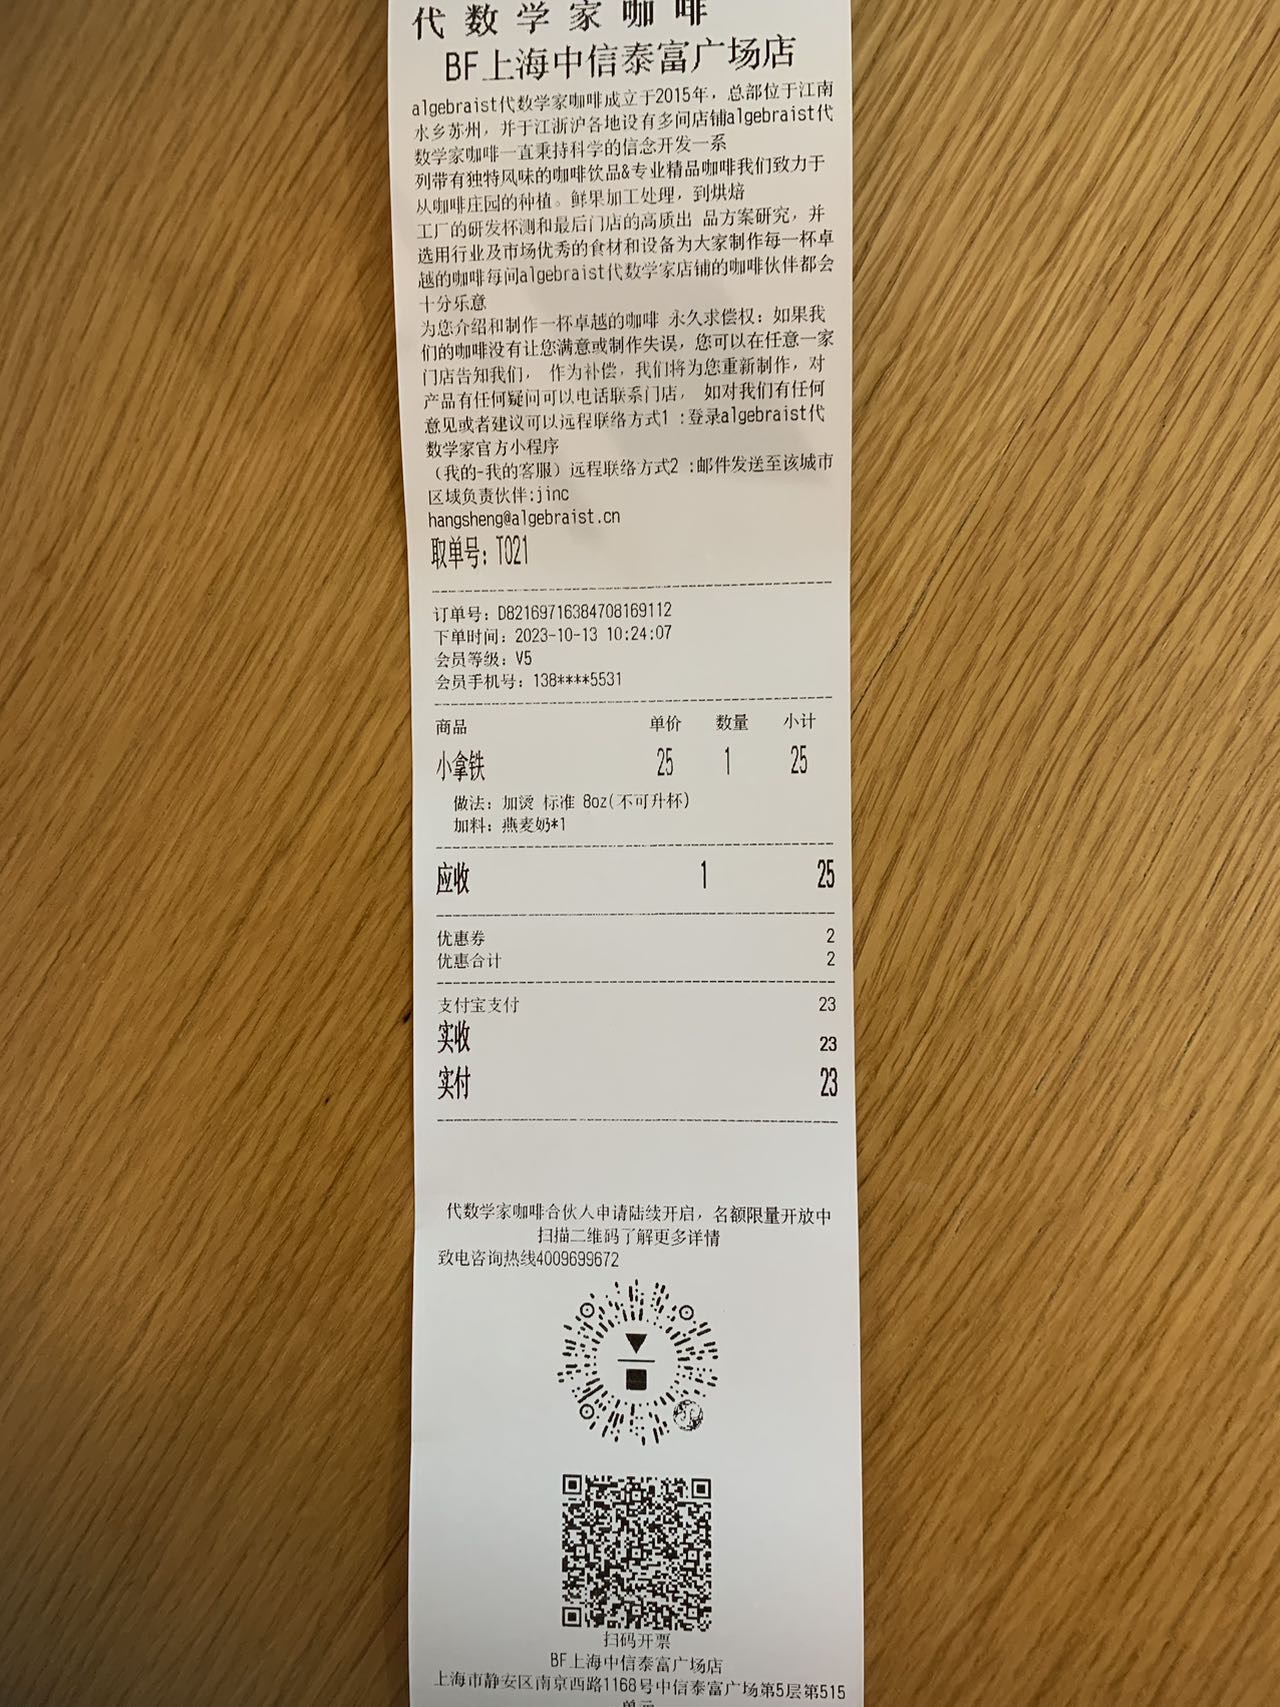 代数学家咖啡
BF上海中信泰富广场店
algebraist代数学家咖啡成立于2015年，总部位于江南
水乡苏州，并于江浙沪各地设有多间店铺algebraist代
数学家咖啡一直秉持科学的信念开发一系
列带有独特风味的咖啡饮品&专业精品咖啡我们致力于
从咖啡庄园的种植。鲜果加工处理，到烘焙
工厂的研发杯测和最后门店的高质出 品方案研究，并
选用行业及市场优秀的食材和设备为大家制作每一杯卓
越的咖啡每间algebraist代数学家店铺的咖啡伙伴都会
十分乐意
为您介绍和制作一杯卓越的咖啡 永久求偿权：如果我
们的咖啡没有让您满意或制作失误，您可以在任意一家
门店告知我们， 作为补偿，我们将为您重新制作，对
产品有任何疑问可以电话联系门店， 如对我们有任何
意见或者建议可以远程联络方式1 :登录algebraist代
数学家官方小程序
（我的-我的客服）远程联络方式2 :邮件发送至该城市
区域负责伙伴:jinc
hangsheng@algebraist.cn
取单号：T021
订单号：D82169716384708169112
下单时间：2023-10-13 10:24:07
会员等级：V5
会员手机号：138****5531
商品 单价 数量 小计
小拿铁 25 1 25
做法：加烫 标准 8oz(不可升杯)
加料：燕麦奶*1
应收 1 25
优惠券 2
优惠合计 2
支付宝支付 23
实收 23
实付 23
代数学家咖啡合伙人申请陆续开启，名额限量开放中
扫描二维码了解更多详情
致电咨询热线4009699672
扫码开票
BF上海中信泰富广场店
上海市静安区南京西路1168号中信泰富广场第5层第515
单元